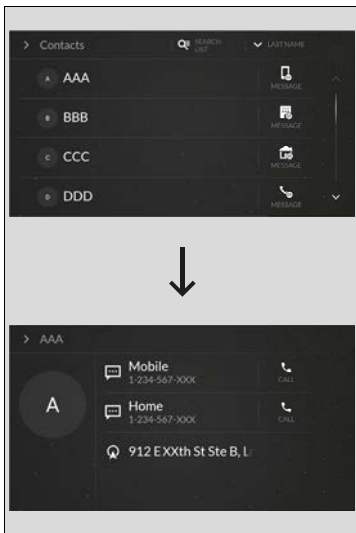 > Contacts
SEARCH LIST
LAST NAME
A AAA
MESSAGE
B BBB
MESSAGE
C CCC
MESSAGE
D DDD
MESSAGE
> AAA
A
Mobile
1-234-567-XXX
CALL
Home
1-234-567-XXX
CALL
912 E XXth St Ste B, L